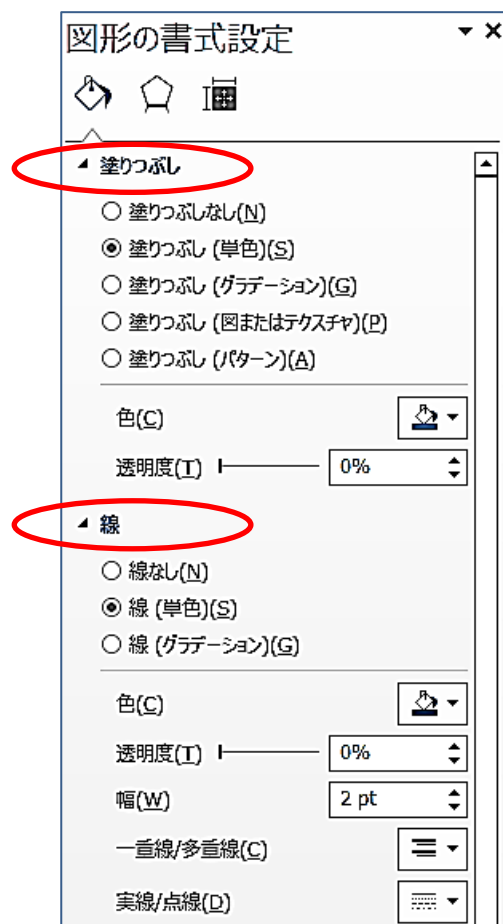 図形の書式設定
塗りつぶし
塗りつぶしなし(N)
塗りつぶし (単色)(S)
塗りつぶし (グラデーション)(G)
塗りつぶし (図またはテクスチャ)(P)
塗りつぶし (パターン)(A)
色(C)
透明度(T) 0%
線
線なし(N)
線 (単色)(S)
線 (グラデーション)(G)
色(C)
透明度(T) 0%
幅(W) 2 pt
一重線/多重線(C)
実線/点線(D)